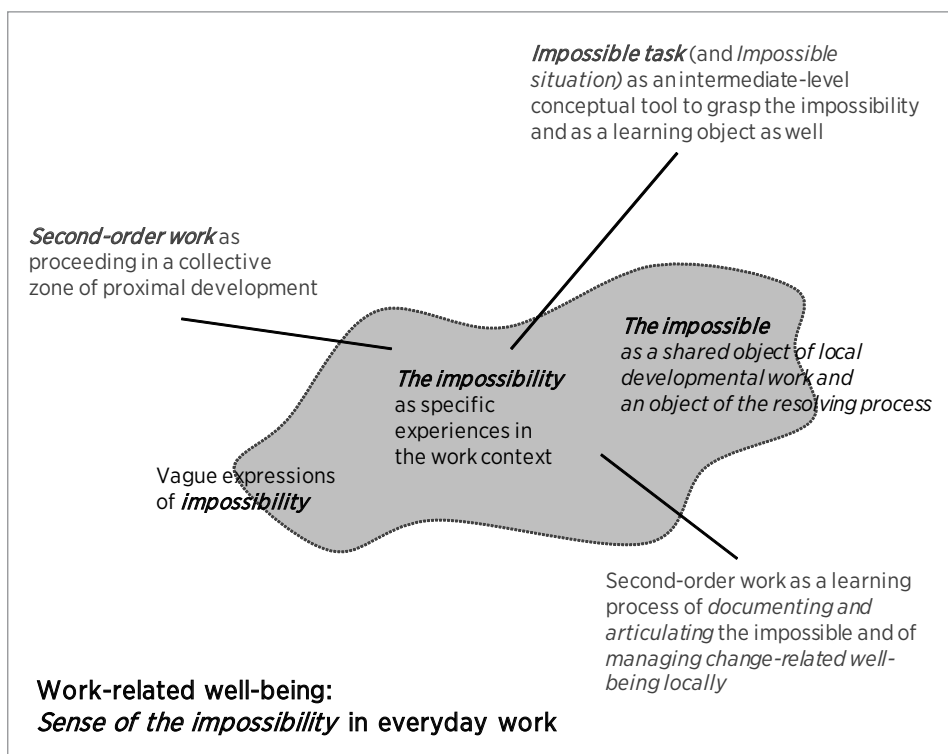 Impossible task (and Impossible
situation) as an intermediate-level
conceptual tool to grasp the impossibility
and as a learning object as well
Second-order work as
proceeding in a collective
zone of proximal development
The impossible
as a shared object of local
developmental work and
an object of the resolving process
The impossibility
as specific
experiences in
the work context
Vague expressions
of impossibility
Second-order work as a learning
process of documenting and
articulating the impossible and of
managing change-related well-
being locally
Work-related well-being:
Sense of the impossibility in everyday work